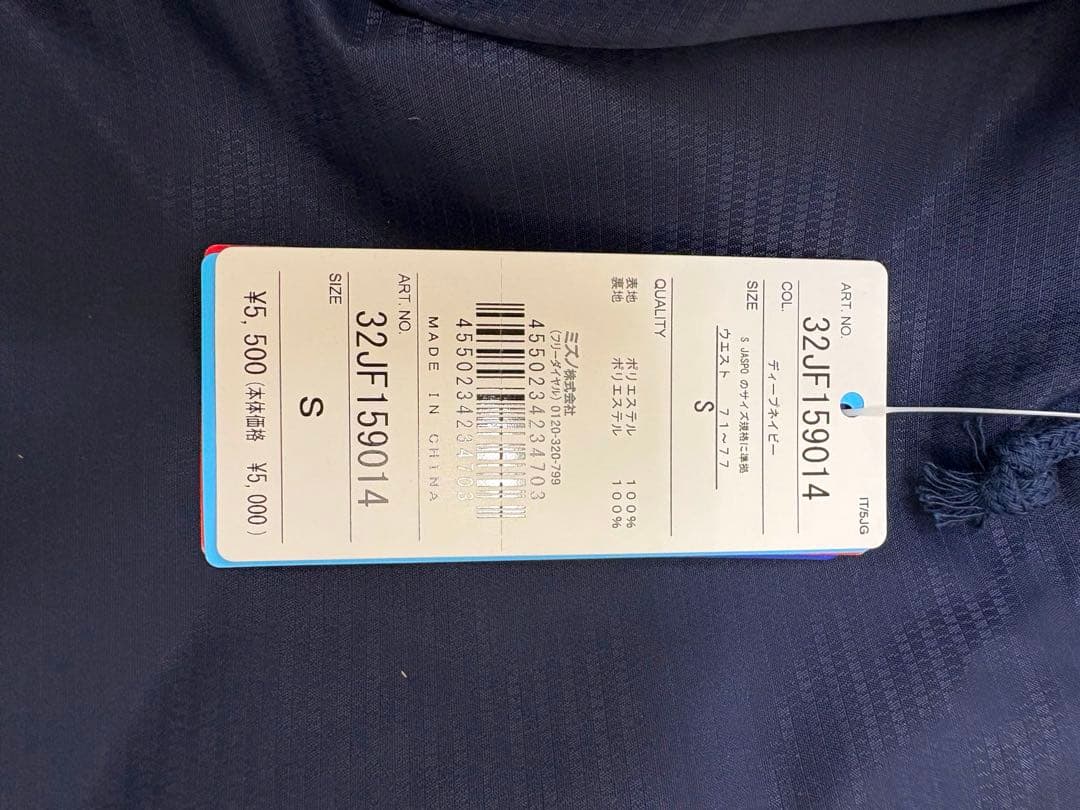 IT/5JG
ART. NO.
32JF159014
COL.
ディープネイビー
SIZE
S JASPO のサイズ規格に準拠
ウエスト 71~77
S
QUALITY
表地 ポリエステル 100%
裏地 ポリエステル 100%
ミズノ株式会社
(フリーダイヤル) 0120-320-799
4550234234703
4550234234703
MADE IN CHINA
ART. NO.
32JF159014
SIZE
S
¥5,500 (本体価格 ¥5,000)